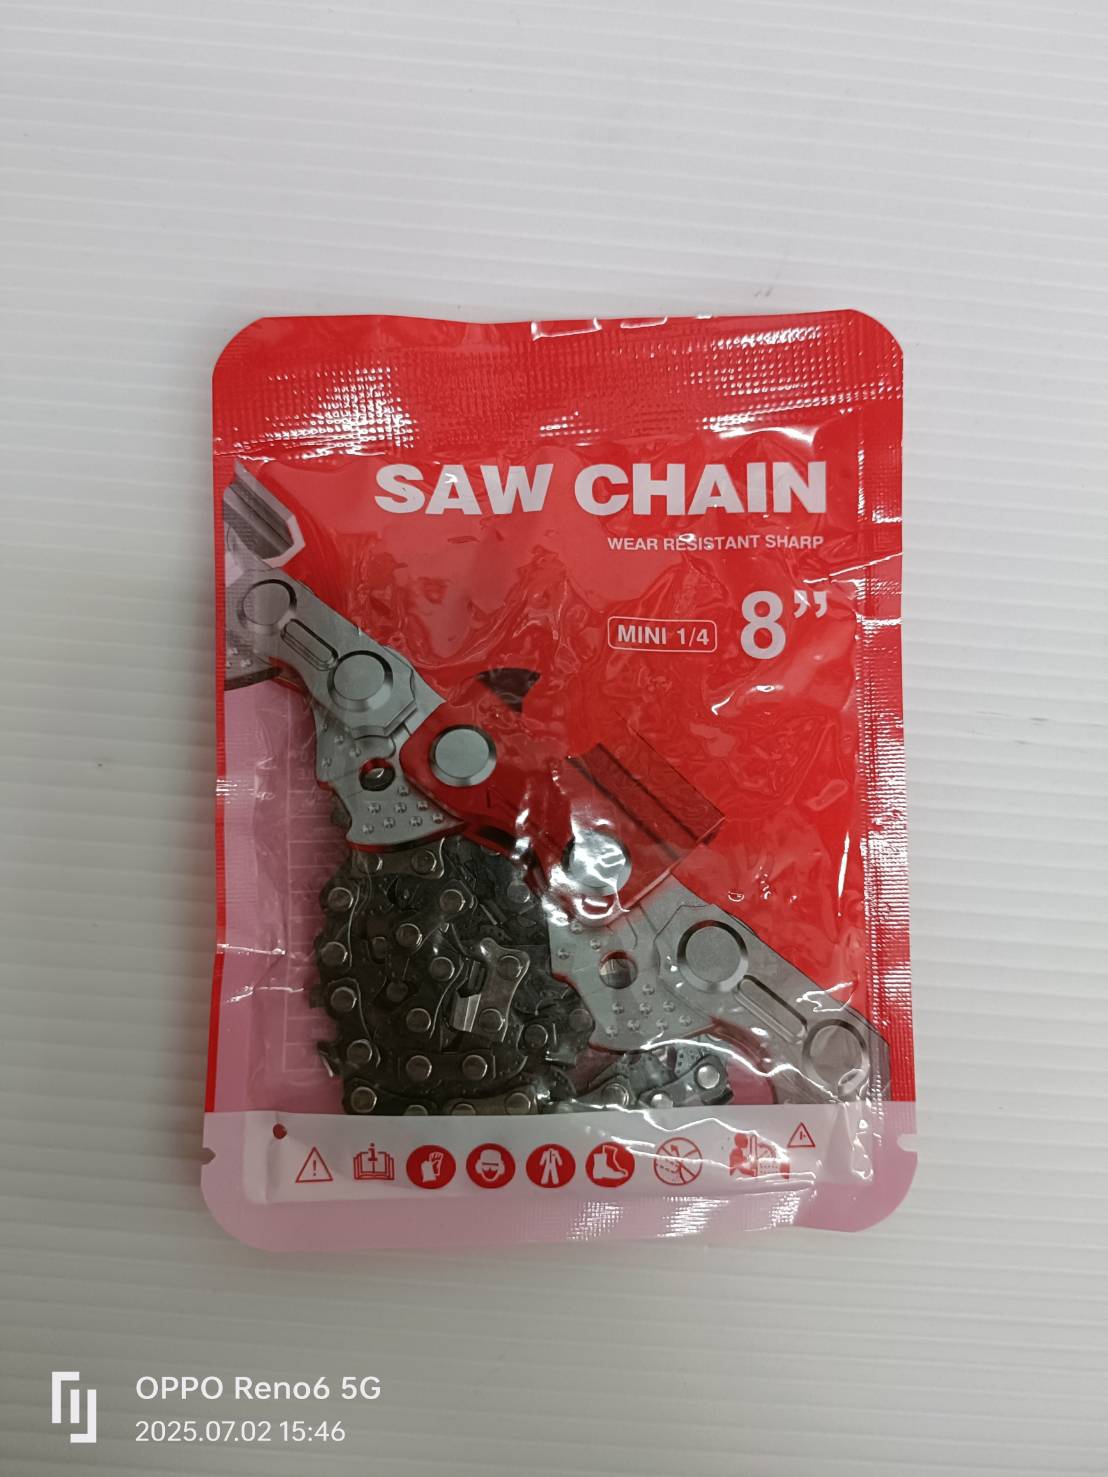 SAW CHAIN
WEAR RESISTANT SHARP
MINI 1/4 8”
OPPO Reno6 5G
2025.07.02 15:46